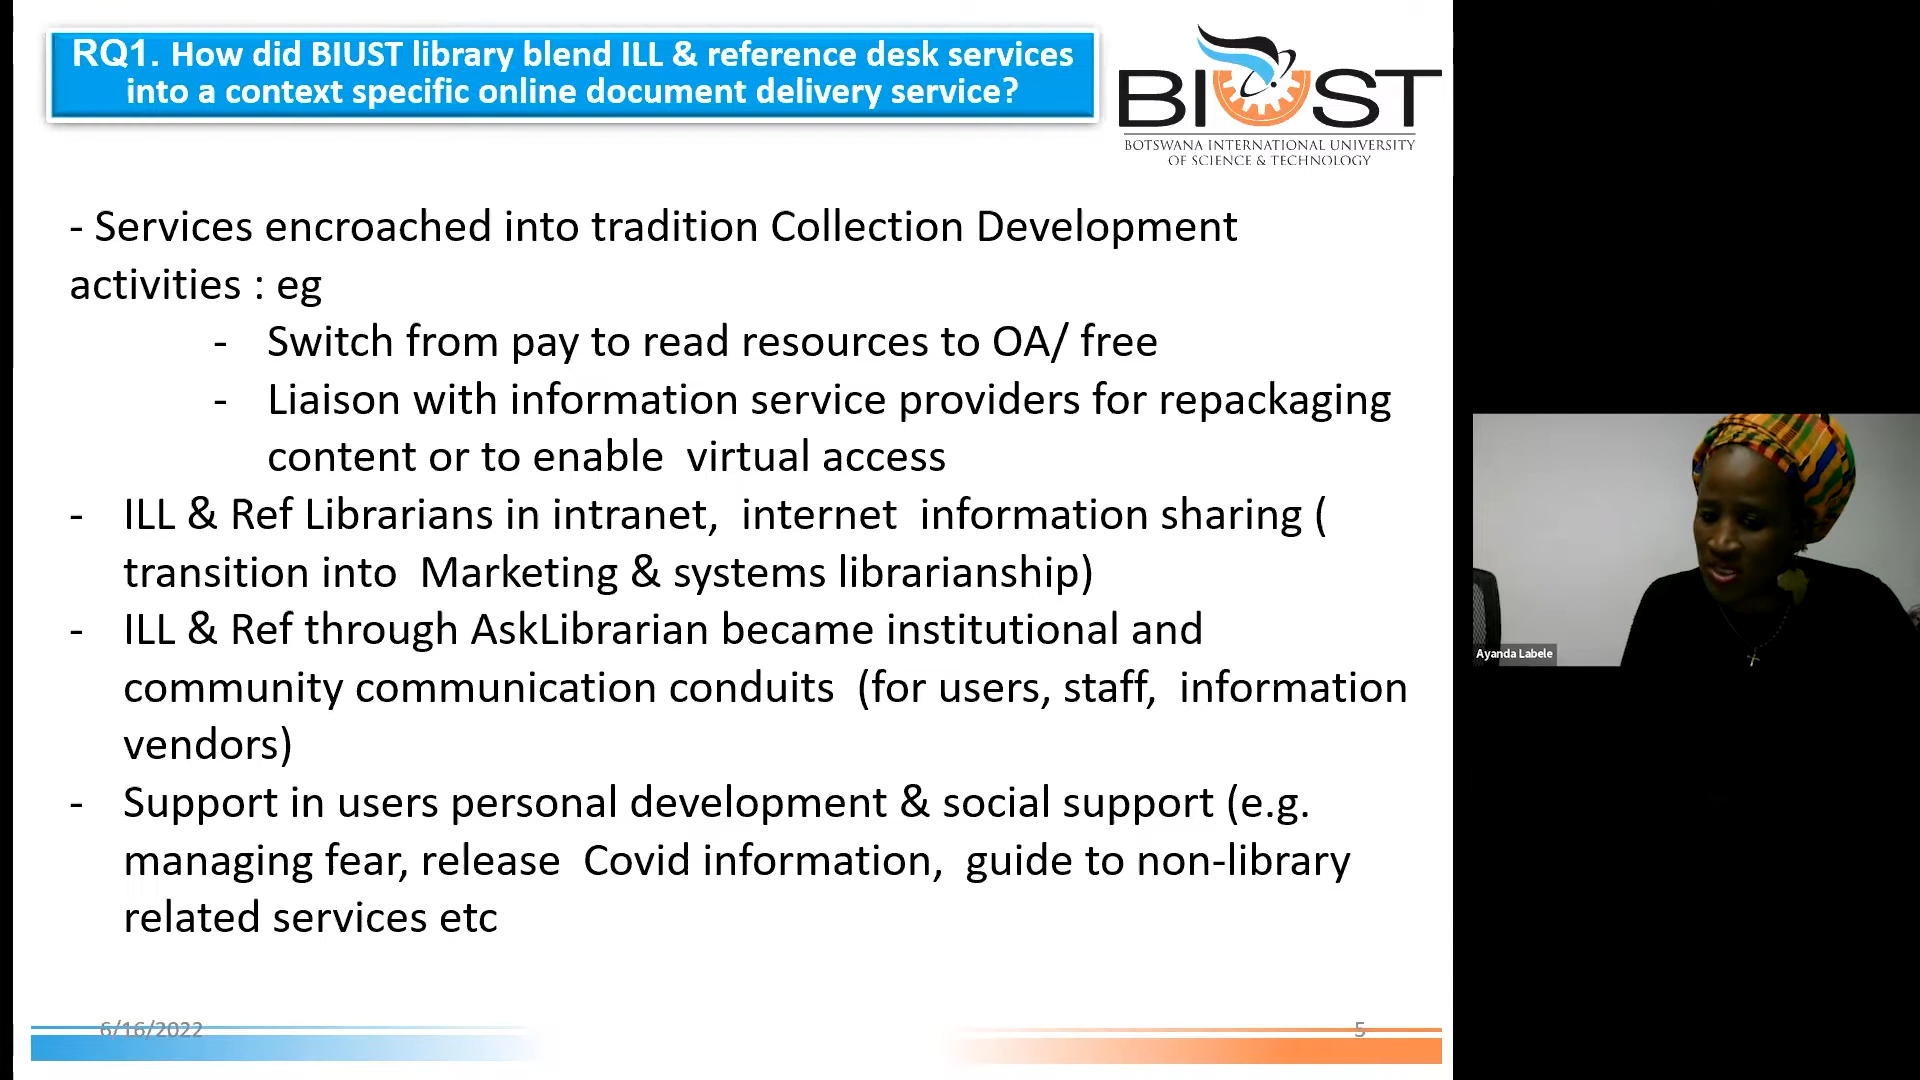 RQ1. How did BIUST library blend ILL & reference desk services
into a context specific online document delivery service?
BIUST
BOTSWANA INTERNATIONAL UNIVERSITY
OF SCIENCE & TECHNOLOGY
- Services encroached into tradition Collection Development
activities : eg
- Switch from pay to read resources to OA/ free
- Liaison with information service providers for repackaging
content or to enable virtual access
- ILL & Ref Librarians in intranet, internet information sharing (
transition into Marketing & systems librarianship)
- ILL & Ref through AskLibrarian became institutional and
community communication conduits (for users, staff, information
vendors)
- Support in users personal development & social support (e.g.
managing fear, release Covid information, guide to non-library
related services etc
Ayanda Labele
6/16/2022
5